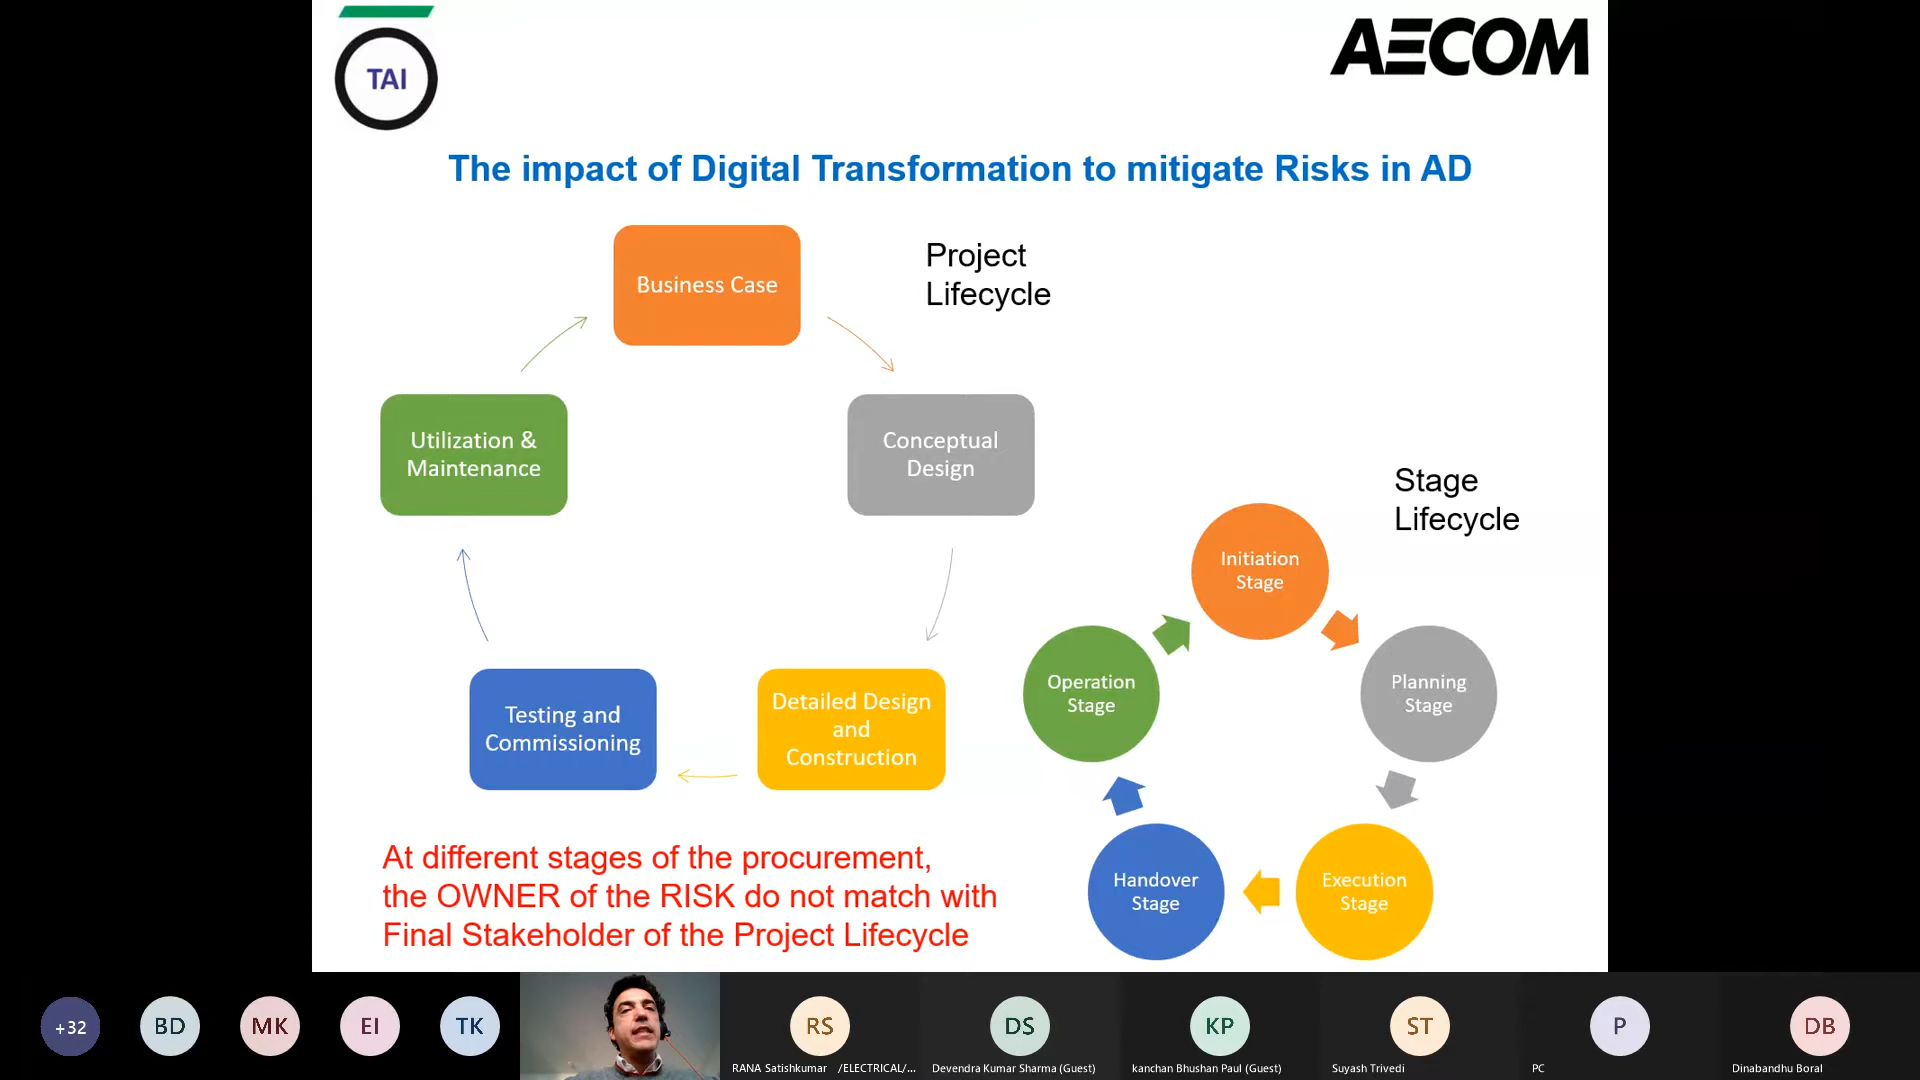 TAI
AECOM
The impact of Digital Transformation to mitigate Risks in AD
Business Case
Project
Lifecycle
Utilization &
Maintenance
Conceptual
Design
Stage
Lifecycle
Initiation
Stage
Operation
Stage
Planning
Stage
Testing and
Commissioning
Detailed Design
and
Construction
Handover
Stage
Execution
Stage
At different stages of the procurement,
the OWNER of the RISK do not match with
Final Stakeholder of the Project Lifecycle
+32
BD
MK
EI
TK
RS
DS
KP
ST
P
DB
RANA Satishkumar /ELECTRICAL/...
Devendra Kumar Sharma (Guest)
kanchan Bhushan Paul (Guest)
Suyash Trivedi
PC
Dinabandhu Boral